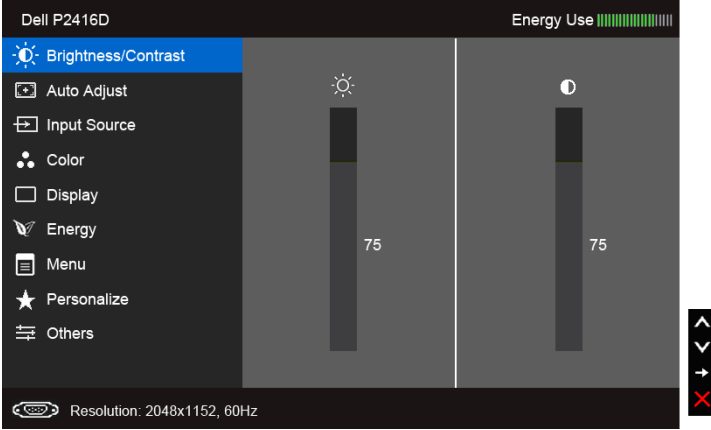 Dell P2416D
Energy Use
Brightness/Contrast
Auto Adjust
Input Source
Color
Display
Energy
Menu
Personalize
Others
75
75
Resolution: 2048x1152, 60Hz